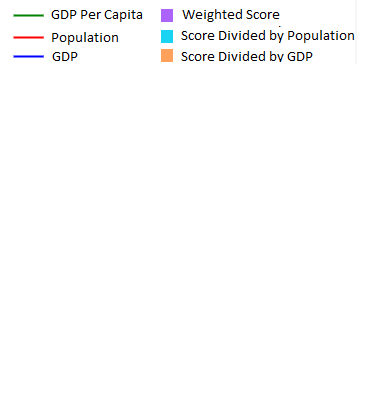 GDP Per Capita
Population
GDP
Weighted Score
Score Divided by Population
Score Divided by GDP